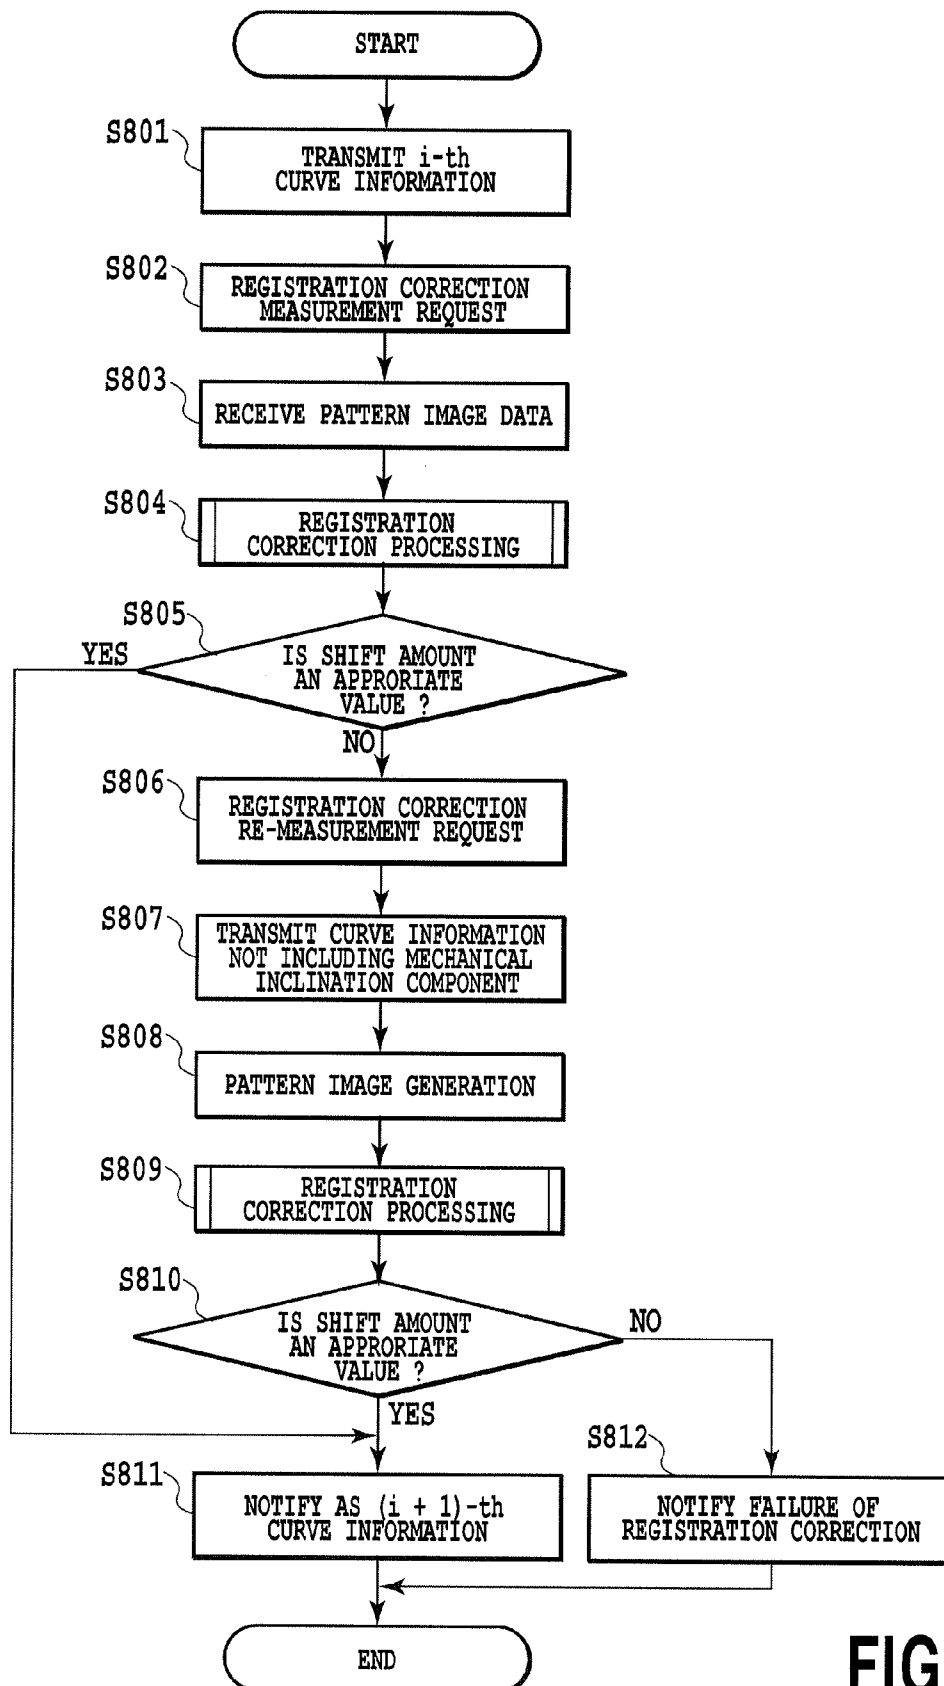 START
S801
TRANSMIT i-th
CURVE INFORMATION
S802
REGISTRATION CORRECTION
MEASUREMENT REQUEST
S803
RECEIVE PATTERN IMAGE DATA
S804
REGISTRATION
CORRECTION PROCESSING
S805
YES
IS SHIFT AMOUNT
AN APPRORIATE
VALUE ?
NO
S806
REGISTRATION CORRECTION
RE-MEASUREMENT REQUEST
S807
TRANSMIT CURVE INFORMATION
NOT INCLUDING MECHANICAL
INCLINATION COMPONENT
S808
PATTERN IMAGE GENERATION
S809
REGISTRATION
CORRECTION PROCESSING
S810
IS SHIFT AMOUNT
AN APPRORIATE
VALUE ?
NO
YES
S811
NOTIFY AS (i + 1)-th
CURVE INFORMATION
S812
NOTIFY FAILURE OF
REGISTRATION CORRECTION
END
FIG